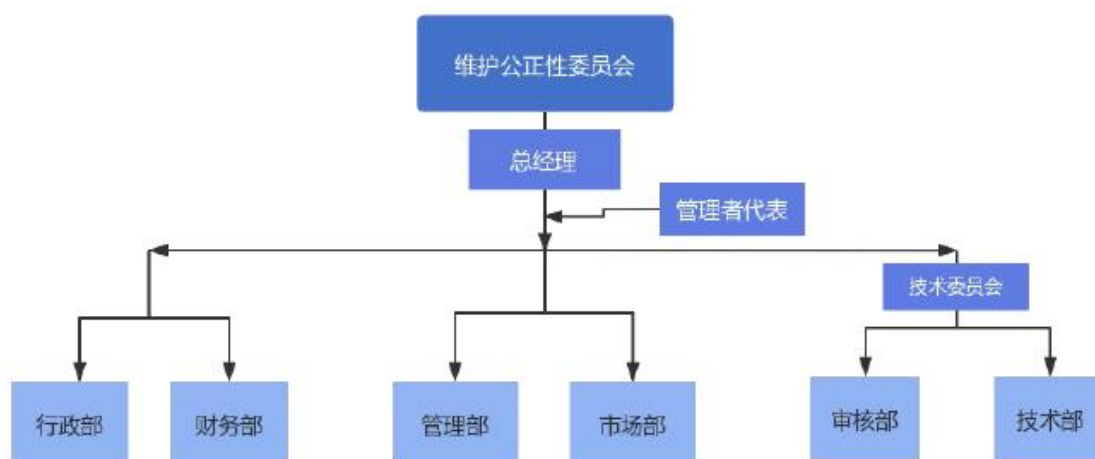 维护公正性委员会
总经理
管理者代表
技术委员会
行政部
财务部
管理部
市场部
审核部
技术部